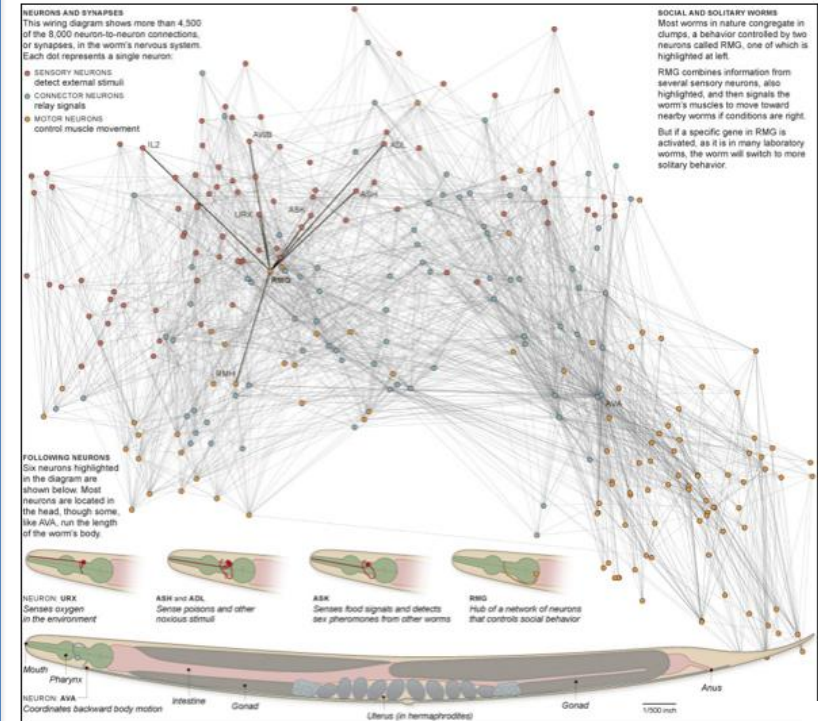 NEURONS AND SYNAPSES
This wiring diagram shows more than 4,500
of the 8,000 neuron-to-neuron connections,
or synapses, in the worm's nervous system.
Each dot represents a single neuron:
SENSORY NEURONS
detect external stimuli
CONNECTOR NEURONS
relay signals
MOTOR NEURONS
control muscle movement
SOCIAL AND SOLITARY WORMS
Most worms in nature congregate in
clumps, a behavior controlled by two
neurons called RMG, one of which is
highlighted at left.
RMG combines information from
several sensory neurons, also
highlighted, and then signals the
worm's muscles to move toward
nearby worms if conditions are right.
But if a specific gene in RMG is
activated, as it is in many laboratory
worms, the worm will switch to more
solitary behavior.
IL2
AWB
ADL
ASK
ASH
URX
RMG
RMH
AVA
FOLLOWING NEURONS
Six neurons highlighted
in the diagram are
shown below. Most
neurons are located in
the head, though some,
like AVA, run the length
of the worm's body.
NEURON: URX
Senses oxygen
in the environment
ASH and ADL
Sense poisons and other
noxious stimuli
ASK
Senses food signals and detects
sex pheromones from other worms
RMG
Hub of a network of neurons
that controls social behavior
Mouth
Pharynx
NEURON: AVA
Coordinates backward body motion
Intestine
Gonad
Uterus (in hermaphrodites)
Gonad
1/500 inch
Anus